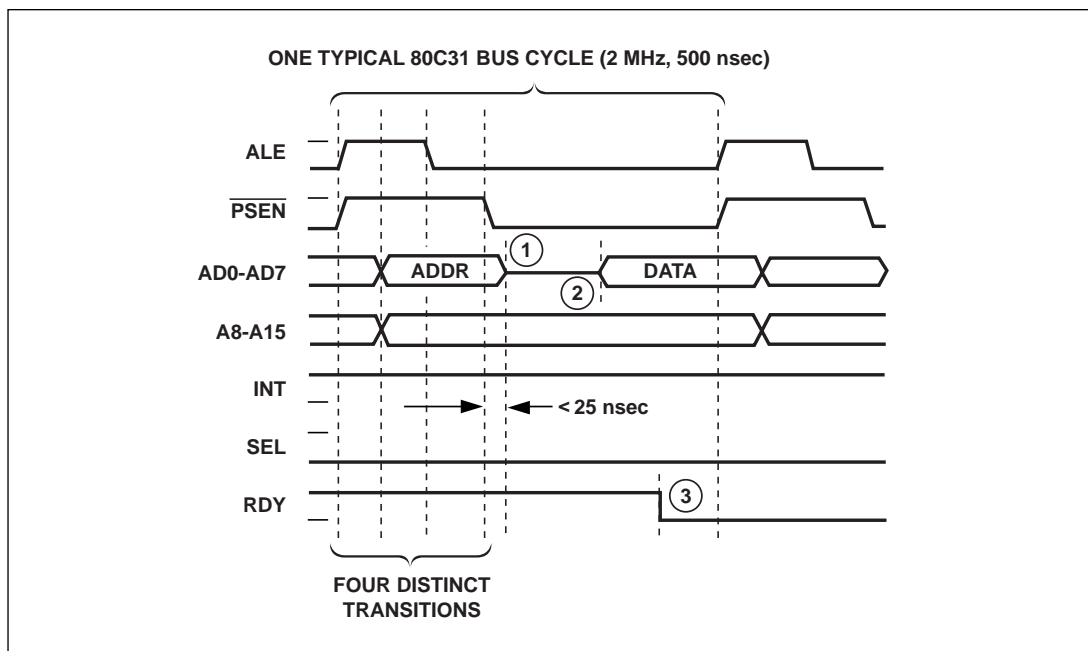 ONE TYPICAL 80C31 BUS CYCLE (2 MHz, 500 nsec)
ALE
PSEN
AD0-AD7
ADDR
1
2
DATA
A8-A15
INT
< 25 nsec
SEL
RDY
3
FOUR DISTINCT
TRANSITIONS